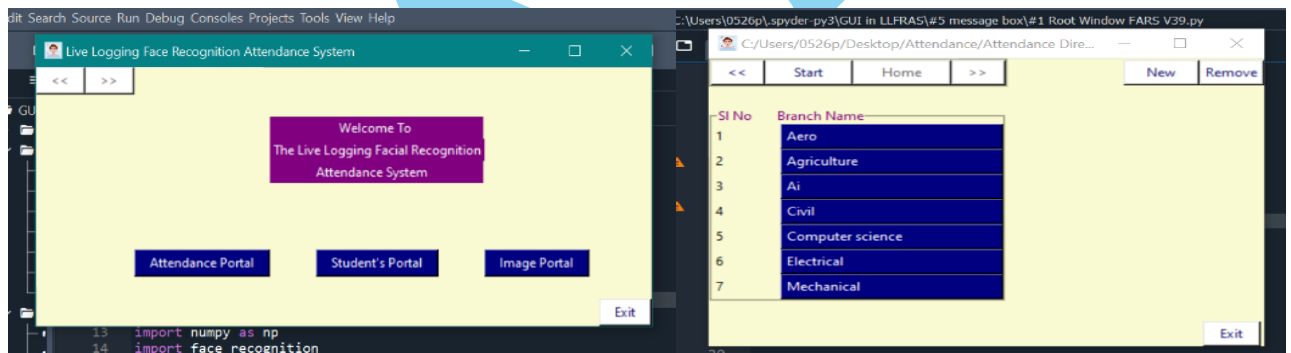 dit Search Source Run Debug Consoles Projects Tools View Help
Live Logging Face Recognition Attendance System
<< >>
GU
Welcome To
The Live Logging Facial Recognition
Attendance System
Attendance Portal Student's Portal Image Portal
Exit
13 import numpy as np
14 import face_recognition
C:\Users\0526p\.spyder-py3\GUI in LLFRAS\#5 message box\#1 Root Window FARS V39.py
C:/Users/0526p/Desktop/Attendance/Attendance Dire...
<< Start Home >> New Remove
Sl No Branch Name
1 Aero
2 Agriculture
3 Ai
4 Civil
5 Computer science
6 Electrical
7 Mechanical
Exit